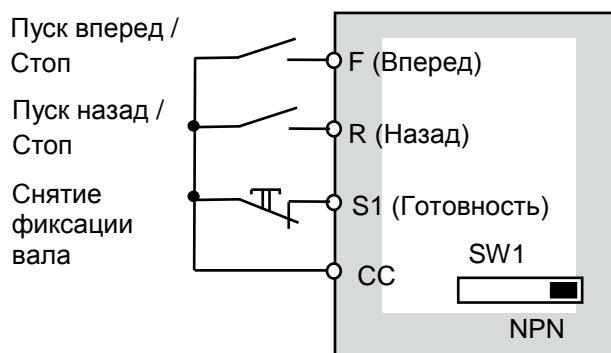 Пуск вперед /
Стоп
F (Вперед)
Пуск назад /
Стоп
R (Назад)
Снятие
фиксации
вала
S1 (Готовность)
SW1
CC
NPN